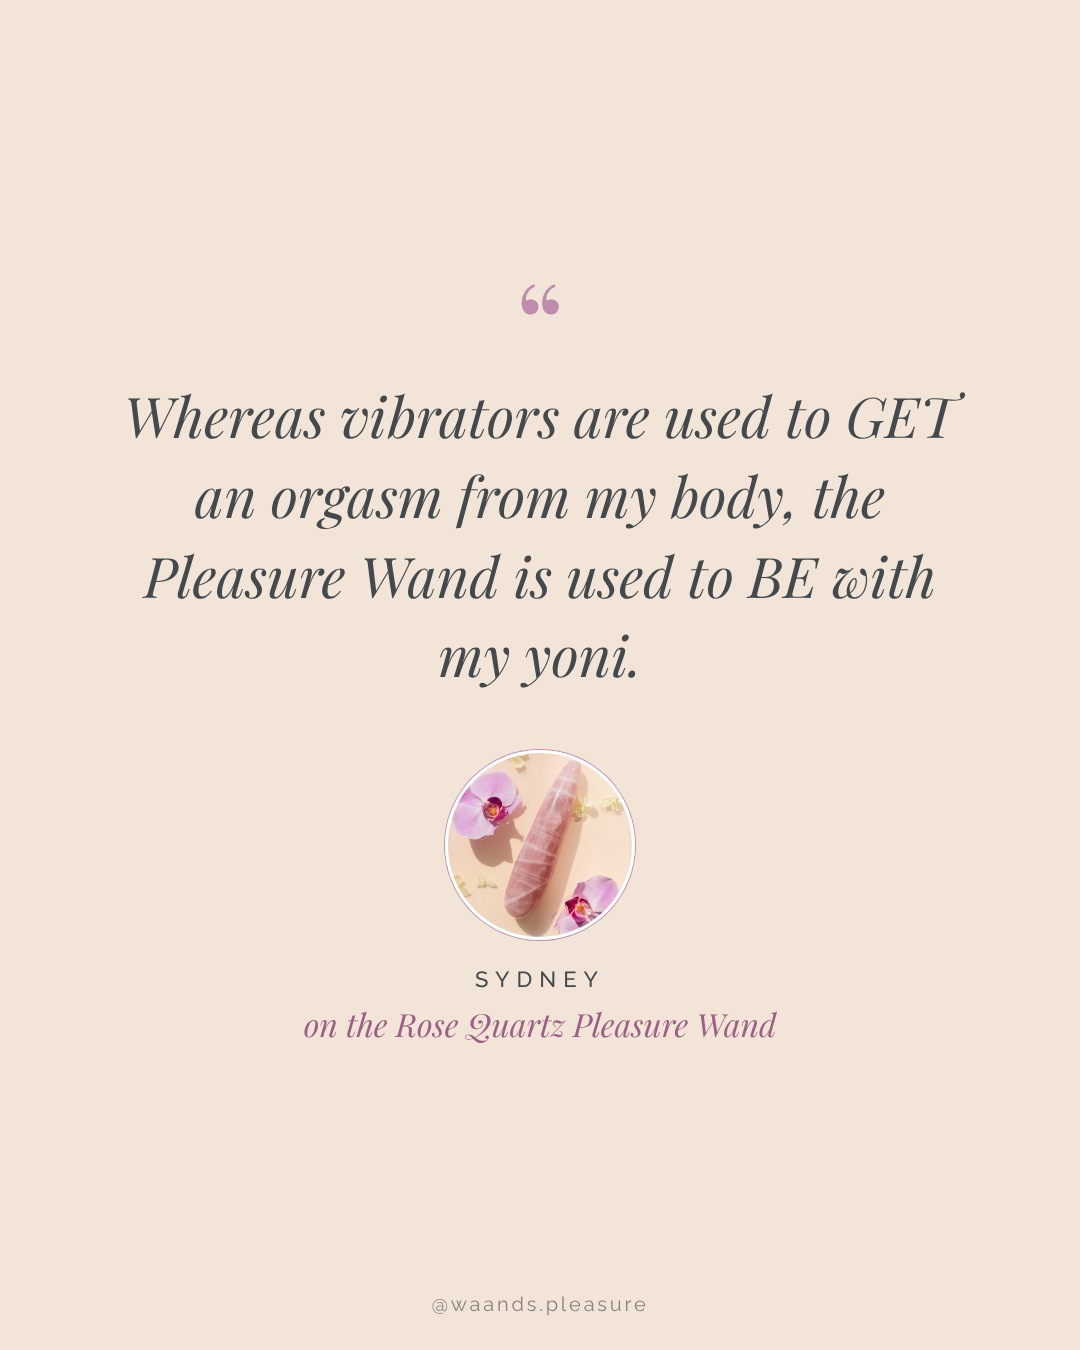 “
Whereas vibrators are used to GET
an orgasm from my body, the
Pleasure Wand is used to BE with
my yoni.
SYDNEY
on the Rose Quartz Pleasure Wand
@waands.pleasure